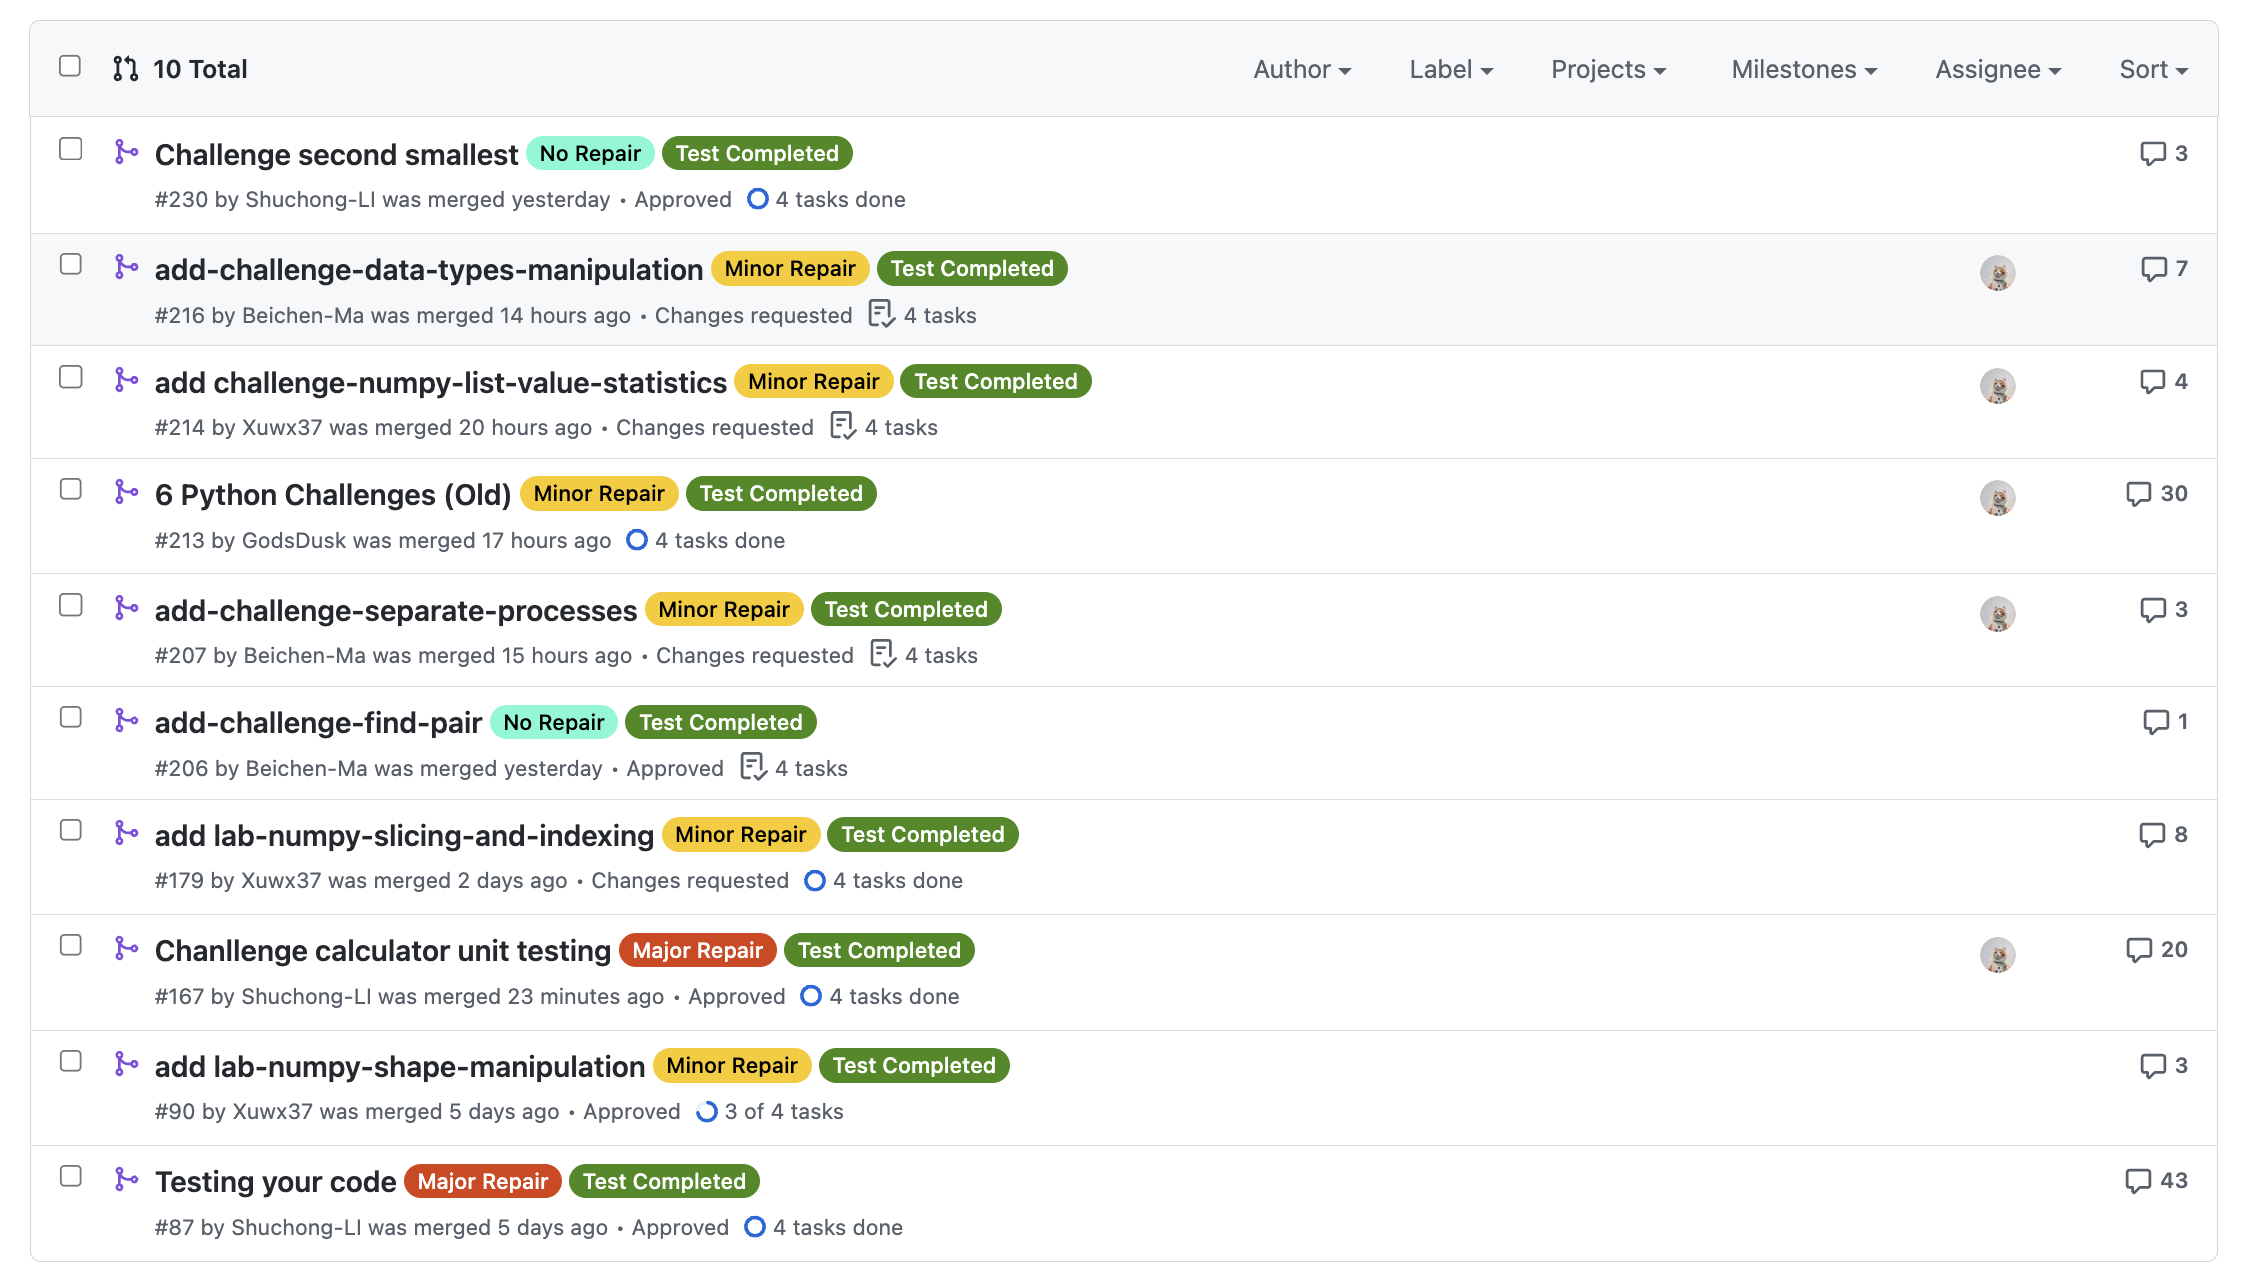 10 Total Author Label Projects Milestones Assignee Sort
Challenge second smallest No Repair Test Completed 3
#230 by Shuchong-LI was merged yesterday • Approved 4 tasks done
add-challenge-data-types-manipulation Minor Repair Test Completed 7
#216 by Beichen-Ma was merged 14 hours ago • Changes requested 4 tasks
add challenge-numpy-list-value-statistics Minor Repair Test Completed 4
#214 by Xuwx37 was merged 20 hours ago • Changes requested 4 tasks
6 Python Challenges (Old) Minor Repair Test Completed 30
#213 by GodsDusk was merged 17 hours ago 4 tasks done
add-challenge-separate-processes Minor Repair Test Completed 3
#207 by Beichen-Ma was merged 15 hours ago • Changes requested 4 tasks
add-challenge-find-pair No Repair Test Completed 1
#206 by Beichen-Ma was merged yesterday • Approved 4 tasks
add lab-numpy-slicing-and-indexing Minor Repair Test Completed 8
#179 by Xuwx37 was merged 2 days ago • Changes requested 4 tasks done
Chanllenge calculator unit testing Major Repair Test Completed 20
#167 by Shuchong-LI was merged 23 minutes ago • Approved 4 tasks done
add lab-numpy-shape-manipulation Minor Repair Test Completed 3
#90 by Xuwx37 was merged 5 days ago • Approved 3 of 4 tasks
Testing your code Major Repair Test Completed 43
#87 by Shuchong-LI was merged 5 days ago • Approved 4 tasks done